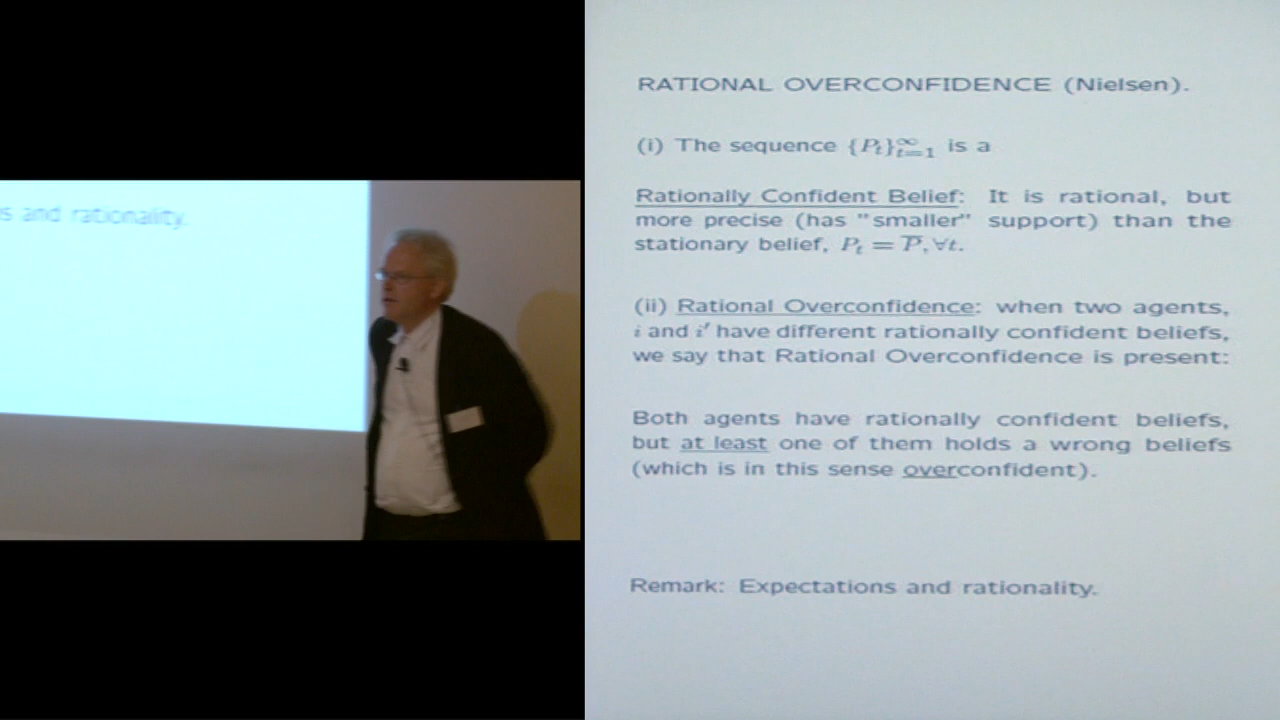 s and rationality.
RATIONAL OVERCONFIDENCE (Nielsen).
(i) The sequence {P_t}_{t=1}^∞ is a
Rationally Confident Belief: It is rational, but
more precise (has "smaller" support) than the
stationary belief, P_t = P̅, ∀t.
(ii) Rational Overconfidence: when two agents,
i and i′ have different rationally confident beliefs,
we say that Rational Overconfidence is present:
Both agents have rationally confident beliefs,
but at least one of them holds a wrong beliefs
(which is in this sense overconfident).
Remark: Expectations and rationality.